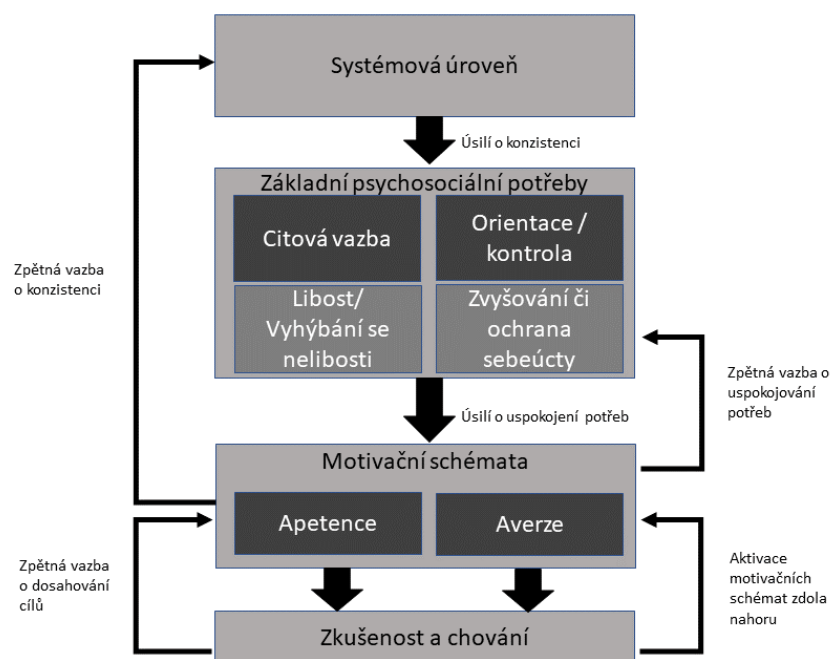 Systémová úroveň
Úsilí o konzistenci
Základní psychosociální potřeby
Citová vazba
Orientace /
kontrola
Libost/
Vyhýbání se
nelibosti
Zvyšování či
ochrana
sebeúcty
Zpětná vazba
o konzistenci
Zpětná vazba o
uspokojování
potřeb
Úsilí o uspokojení potřeb
Motivační schémata
Apetence
Averze
Zpětná vazba
o dosahování
cílů
Aktivace
motivačních
schémat zdola
nahoru
Zkušenost a chování